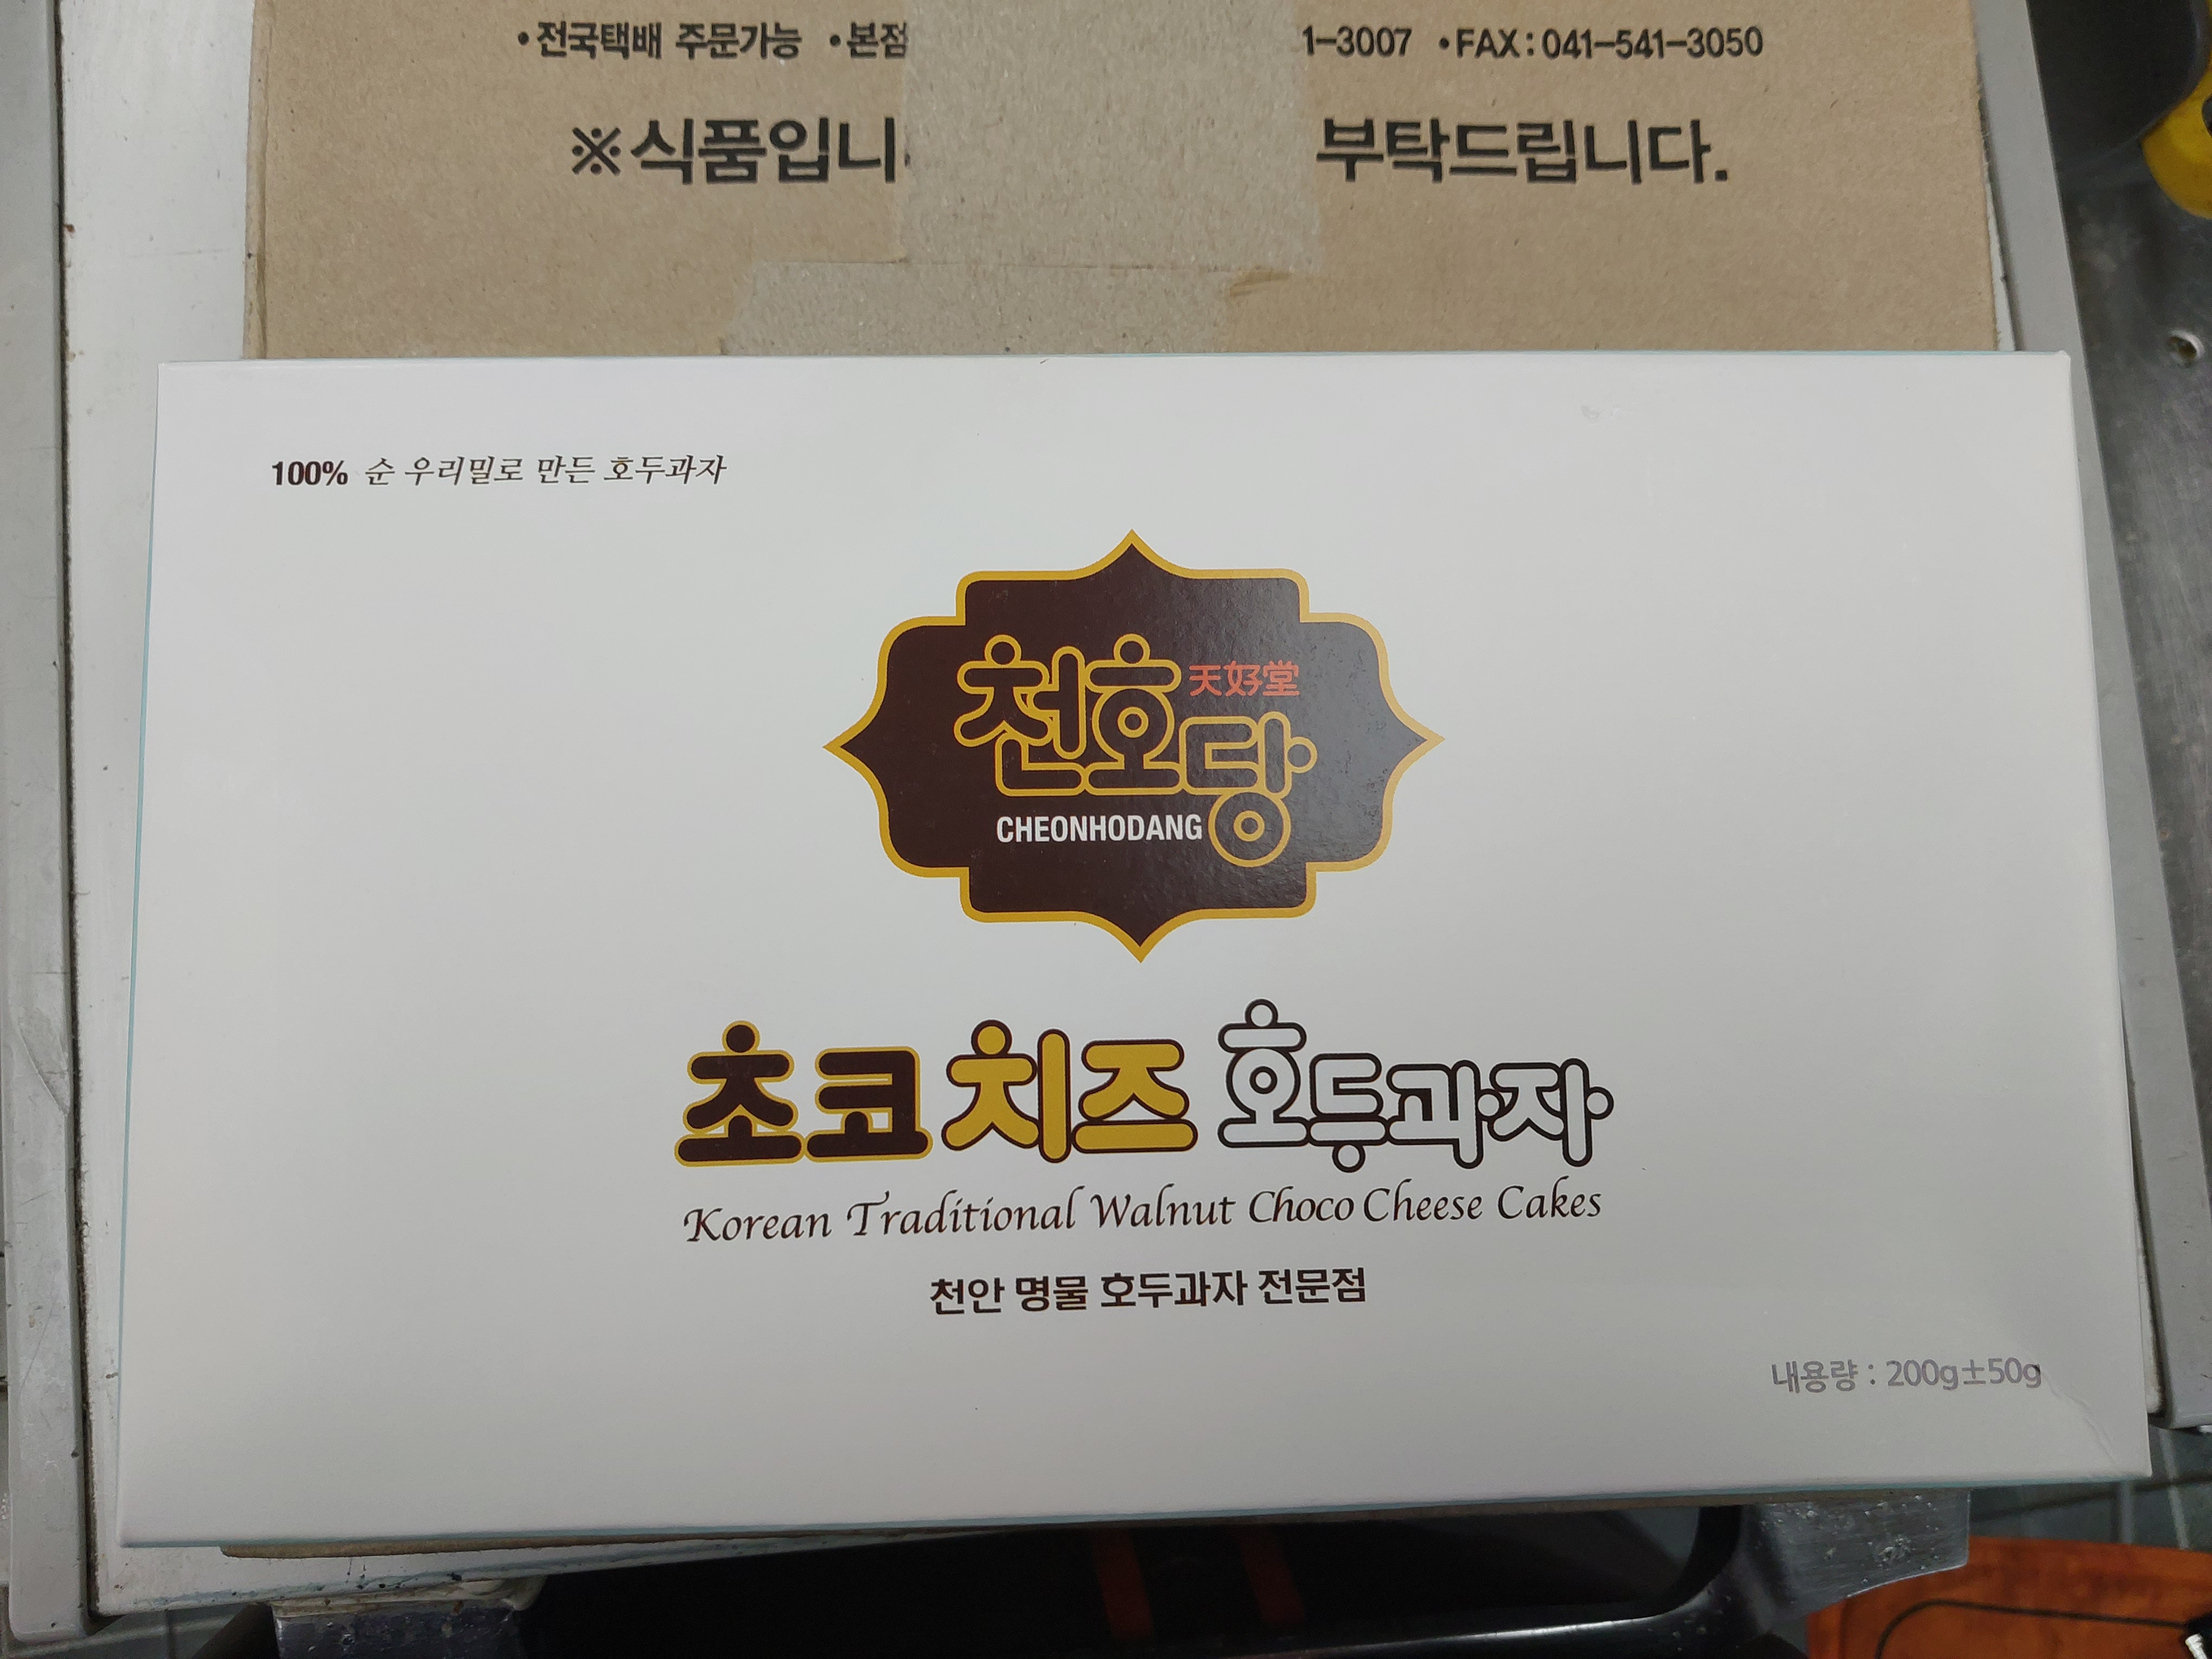 •전국택배 주문가능 •본점 1-3007 •FAX:041-541-3050
※식품입니 부탁드립니다.
100% 순 우리밀로 만든 호두과자
천호당 天好堂
CHEONHODANG
초코치즈 호두과자
Korean Traditional Walnut Choco Cheese Cakes
천안 명물 호두과자 전문점
내용량 : 200g±50g